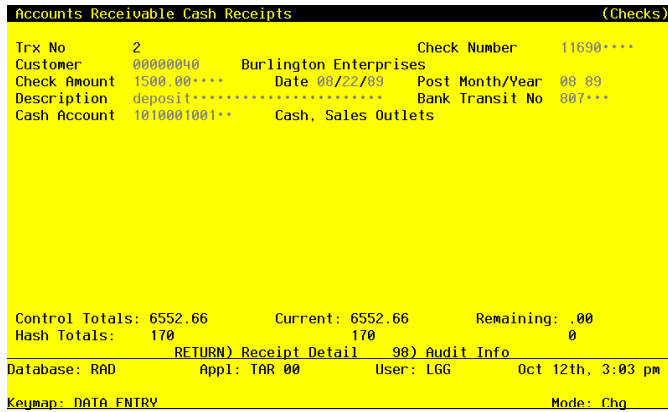 Accounts Receivable Cash Receipts (Checks)
Trx No 2 Check Number 11690····
Customer 00000040 Burlington Enterprises
Check Amount 1500.00···· Date 08/22/89 Post Month/Year 08 89
Description deposit······················· Bank Transit No 807···
Cash Account 1010001001·· Cash, Sales Outlets
Control Totals: 6552.66 Current: 6552.66 Remaining: .00
Hash Totals: 170 170 0
RETURN) Receipt Detail 98) Audit Info
Database: RAD Appl: TAR 00 User: LGG Oct 12th, 3:03 pm
Keymap: DATA ENTRY Mode: Chg